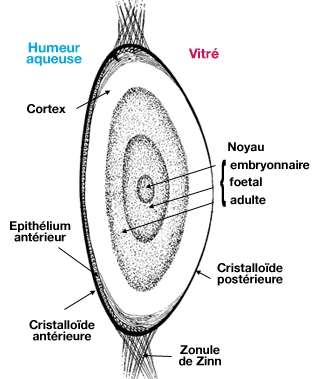 Humeur
aqueuse
Vitré
Cortex
Noyau
embryonnaire
foetal
adulte
Epithélium
antérieur
Cristalloïde
postérieure
Cristalloïde
antérieure
Zonule
de Zinn